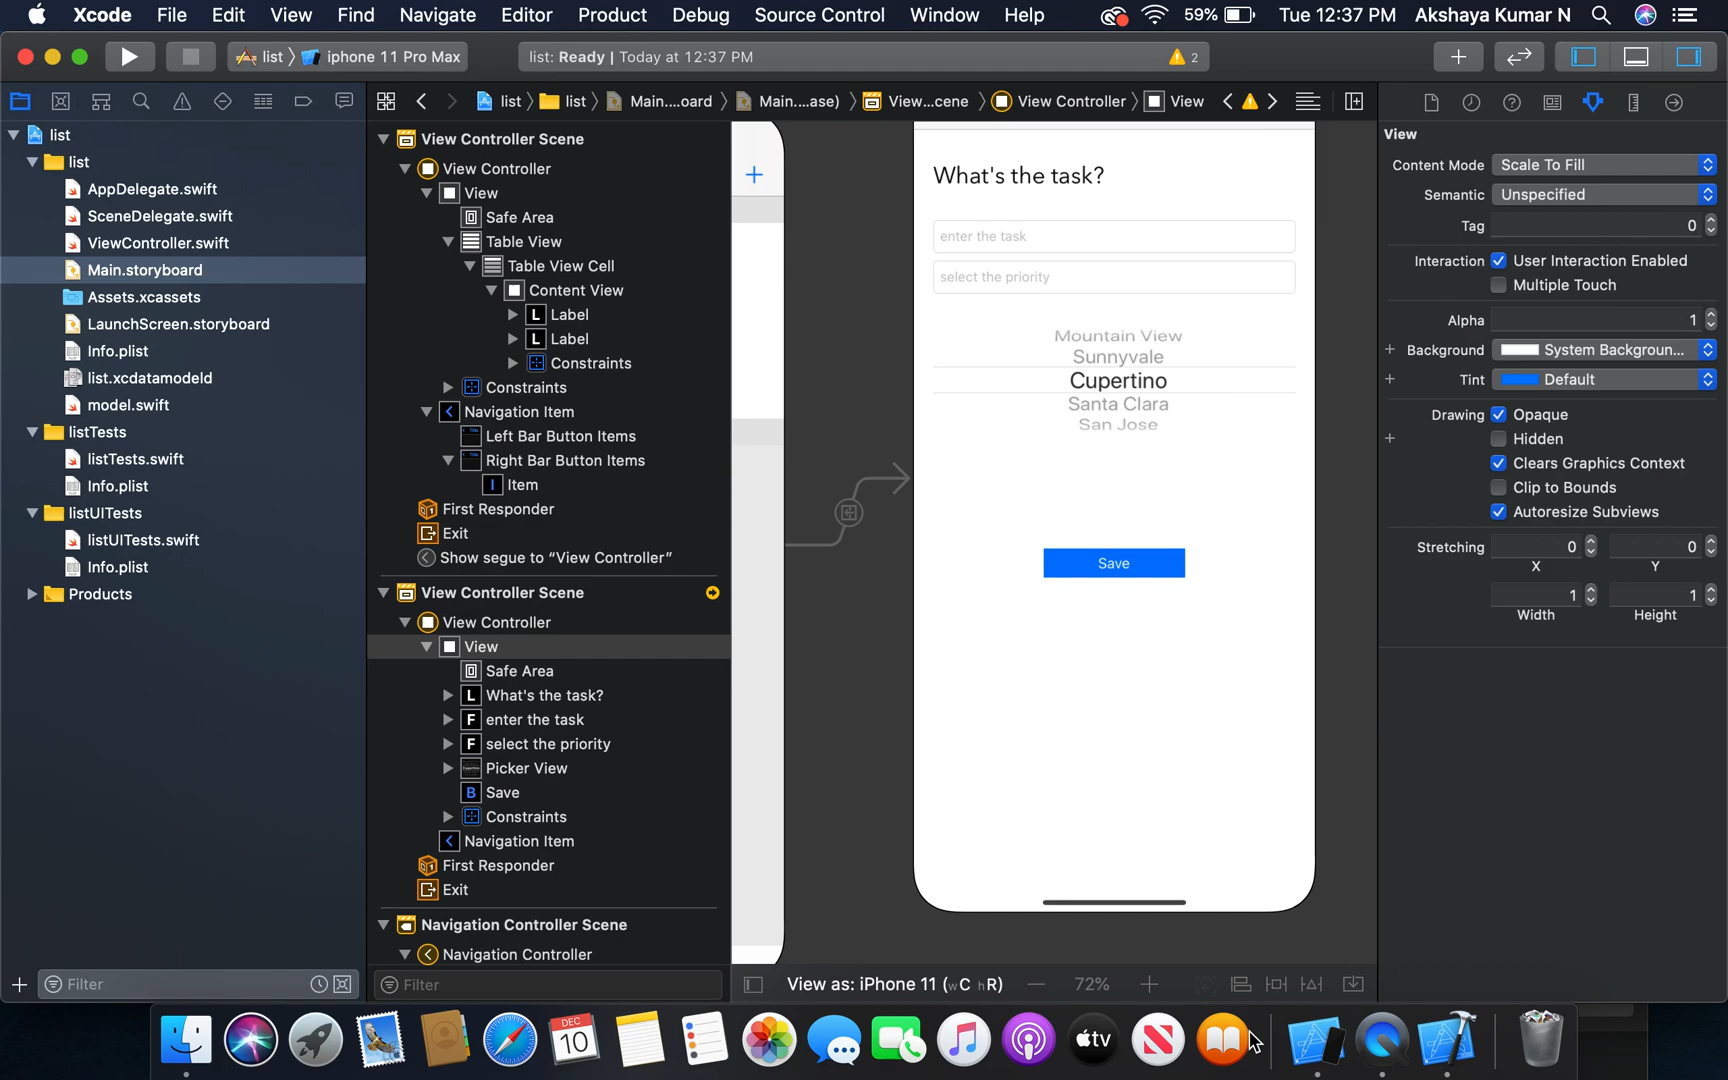 Xcode File Edit View Find Navigate Editor Product Debug Source Control Window Help 59% Tue 12:37 PM Akshaya Kumar N
list iphone 11 Pro Max list: Ready | Today at 12:37 PM 2
list list Main....oard Main....ase) View...cene View Controller View
list
list
AppDelegate.swift
SceneDelegate.swift
ViewController.swift
Main.storyboard
Assets.xcassets
LaunchScreen.storyboard
Info.plist
list.xcdatamodeld
model.swift
listTests
listTests.swift
Info.plist
listUITests
listUITests.swift
Info.plist
Products
Filter
View Controller Scene
View Controller
View
Safe Area
Table View
Table View Cell
Content View
L Label
L Label
Constraints
Constraints
Navigation Item
Left Bar Button Items
Right Bar Button Items
Item
First Responder
Exit
Show segue to “View Controller”
View Controller Scene
View Controller
View
Safe Area
L What's the task?
F enter the task
F select the priority
Picker View
B Save
Constraints
Navigation Item
First Responder
Exit
Navigation Controller Scene
Navigation Controller
Filter
What's the task?
enter the task
select the priority
Mountain View
Sunnyvale
Cupertino
Santa Clara
San Jose
Save
View as: iPhone 11 (wC hR) 72%
View
Content Mode Scale To Fill
Semantic Unspecified
Tag 0
Interaction User Interaction Enabled
Multiple Touch
Alpha 1
Background System Backgroun...
Tint Default
Drawing Opaque
Hidden
Clears Graphics Context
Clip to Bounds
Autoresize Subviews
Stretching 0 0
X Y
1 1
Width Height
DEC
10
tv